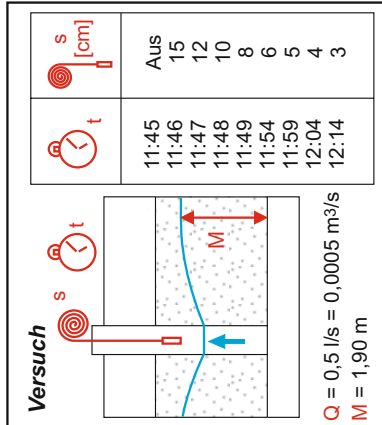 Versuch
s
t
M
Q = 0,5 l/s = 0,0005 m³/s
M = 1,90 m
t s [cm]
11:45 Aus
11:46 15
11:47 12
11:48 10
11:49 8
11:54 6
11:59 5
12:04 4
12:14 3